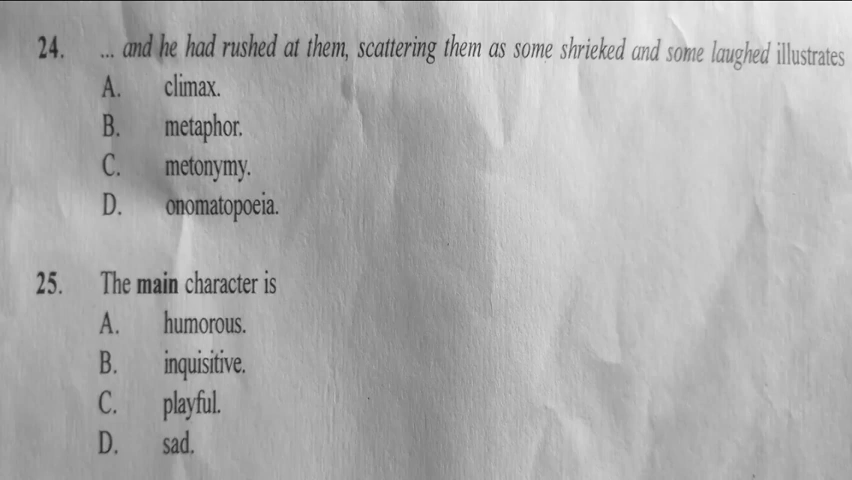 24. ... and he had rushed at them, scattering them as some shrieked and some laughed illustrates
A. climax.
B. metaphor.
C. metonymy.
D. onomatopoeia.
25. The main character is
A. humorous.
B. inquisitive.
C. playful.
D. sad.